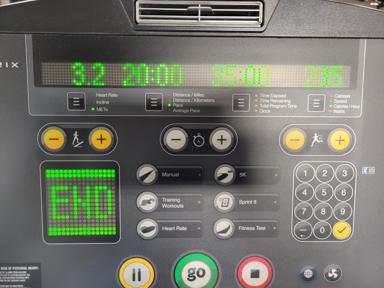 3.2 20:00 35:00 235
Heart Rate
Incline
METs
Distance / Miles
Distance / Kilometers
Pace
Average Pace
Time Elapsed
Time Remaining
Total Program Time
Clock
Calories
Speed
Calories / Hour
Watts
END
Manual
5K
Training
Workouts
Sprint 8
Heart Rate
Fitness Test
1 2 3
4 5 6
7 8 9
0
go